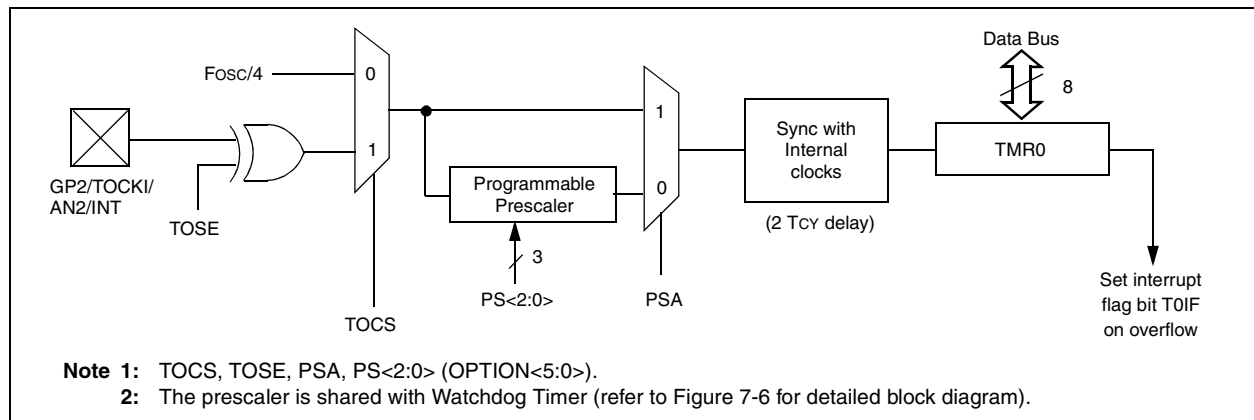 Data Bus
8
FOSC/4
0
1
GP2/TOCKI/
AN2/INT
TOSE
TOCS
Programmable
Prescaler
3
PS<2:0>
1
0
PSA
Sync with
Internal
clocks
(2 TCY delay)
TMR0
Set interrupt
flag bit T0IF
on overflow
Note 1: TOCS, TOSE, PSA, PS<2:0> (OPTION<5:0>).
2: The prescaler is shared with Watchdog Timer (refer to Figure 7-6 for detailed block diagram).